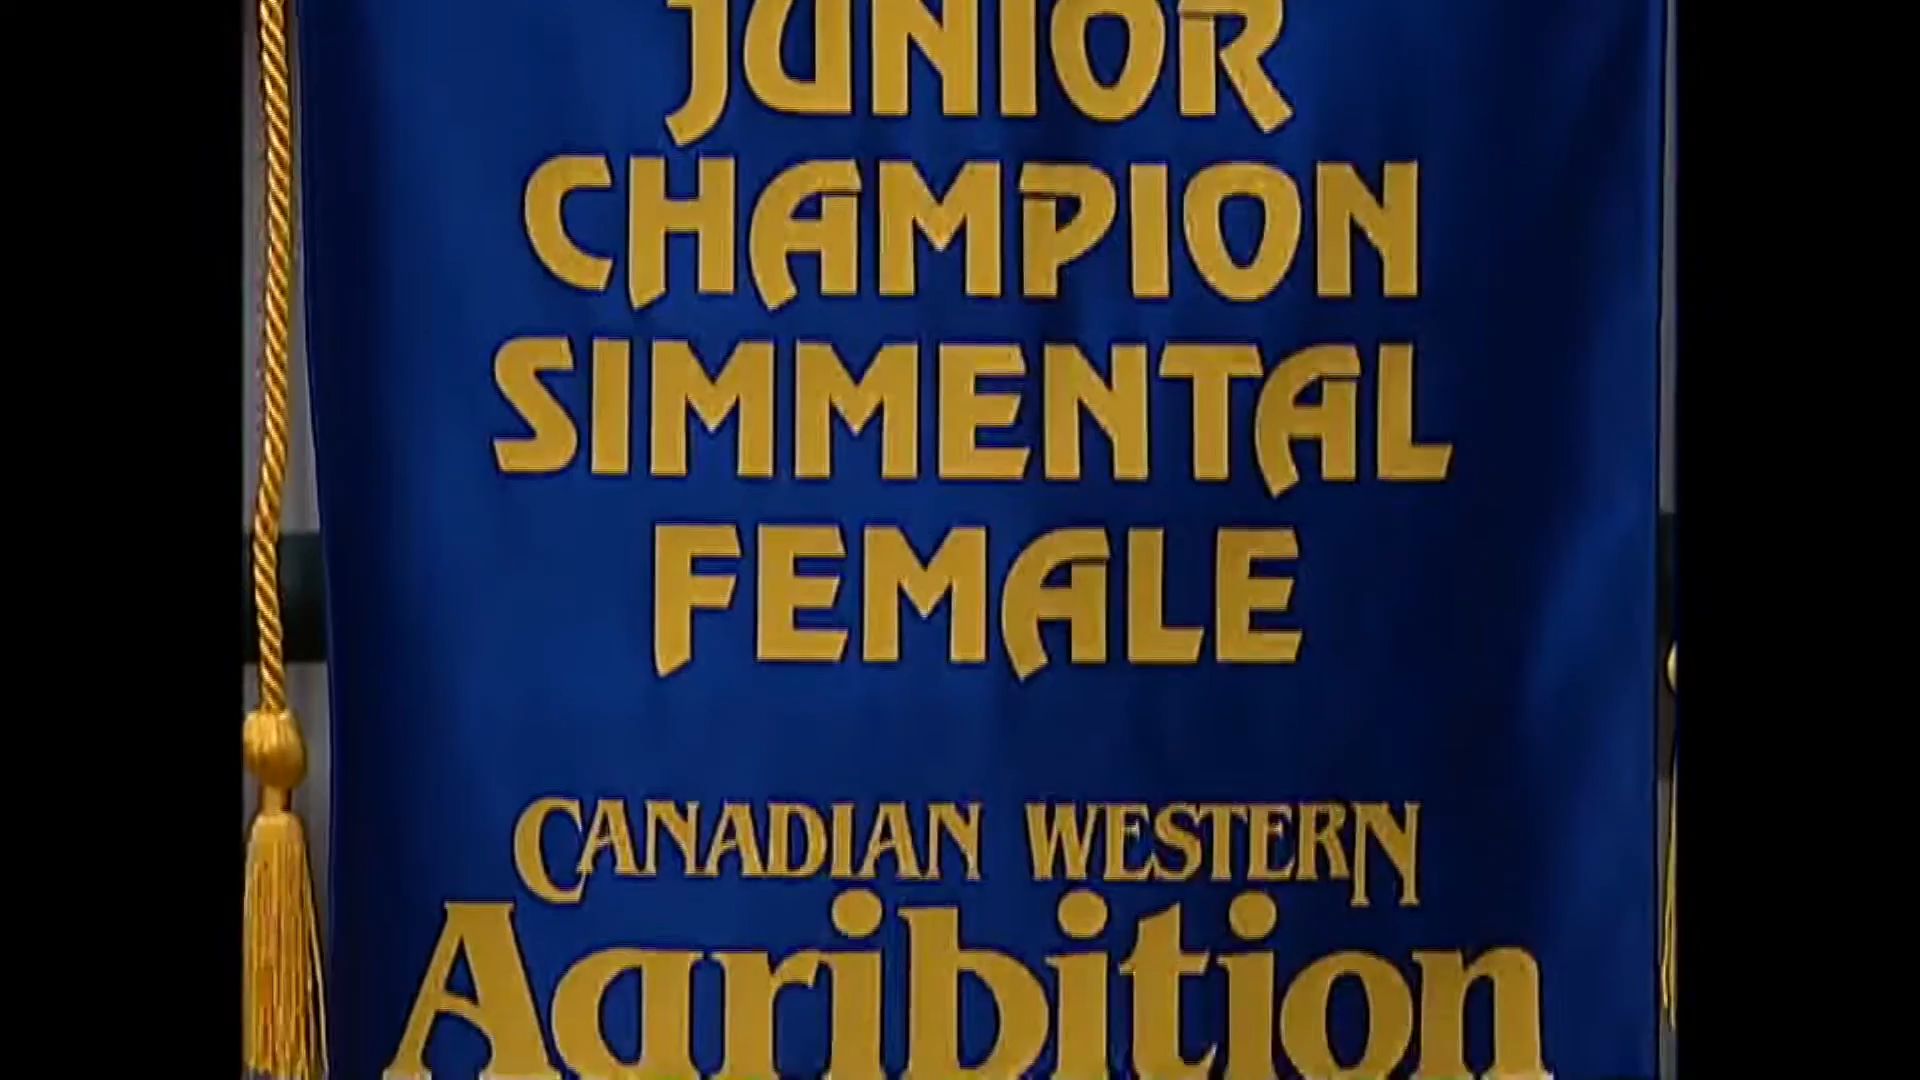 JUNIOR
CHAMPION
SIMMENTAL
FEMALE
CANADIAN WESTERN
Agribition